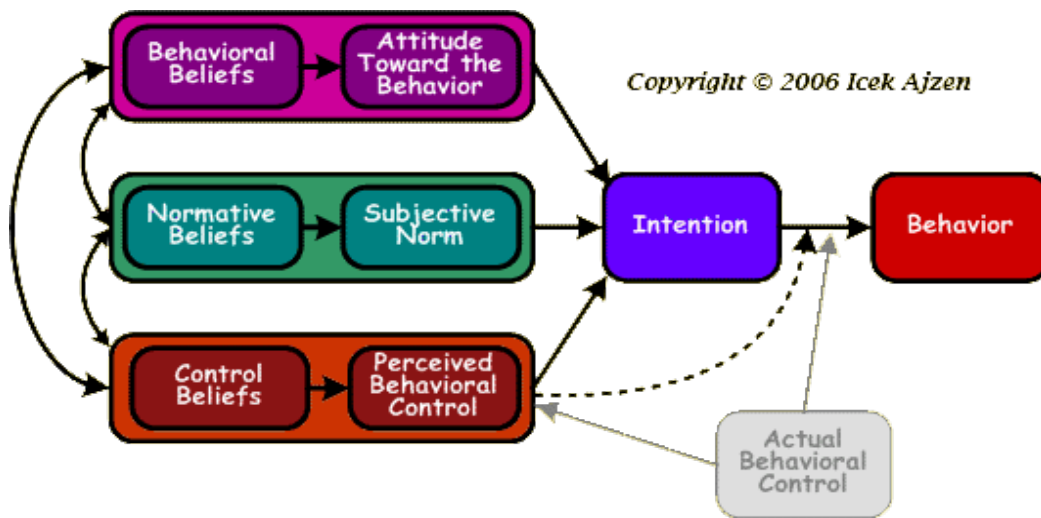 Behavioral
Beliefs
Attitude
Toward the
Behavior
Copyright © 2006 Icek Ajzen
Normative
Beliefs
Subjective
Norm
Intention
Behavior
Control
Beliefs
Perceived
Behavioral
Control
Actual
Behavioral
Control